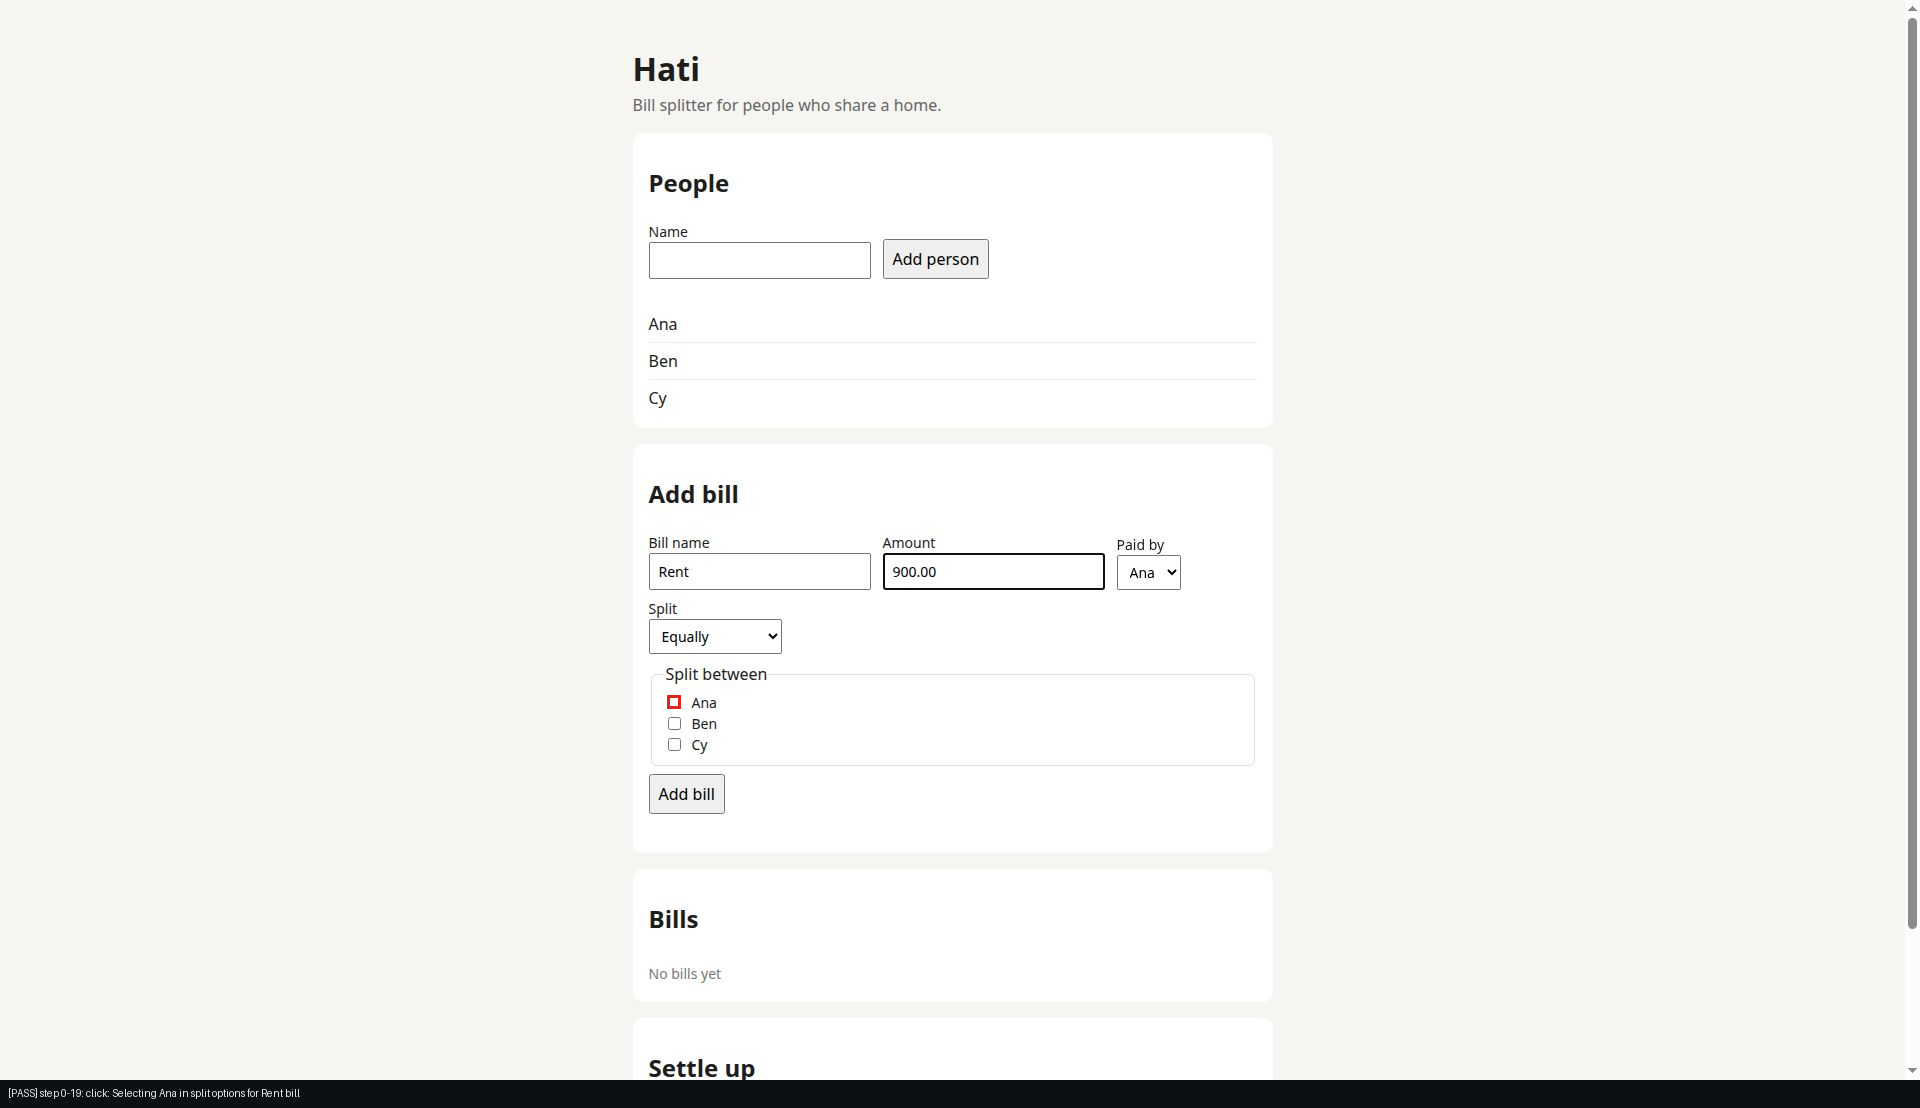 Hati
Bill splitter for people who share a home.
People
Name
Add person
Ana
Ben
Cy
Add bill
Bill name Amount Paid by
Rent 900.00 Ana
Split
Equally
Split between
Ana
Ben
Cy
Add bill
Bills
No bills yet
Settle up
[PASS] step 0-19: click: Selecting Ana in split options for Rent bill